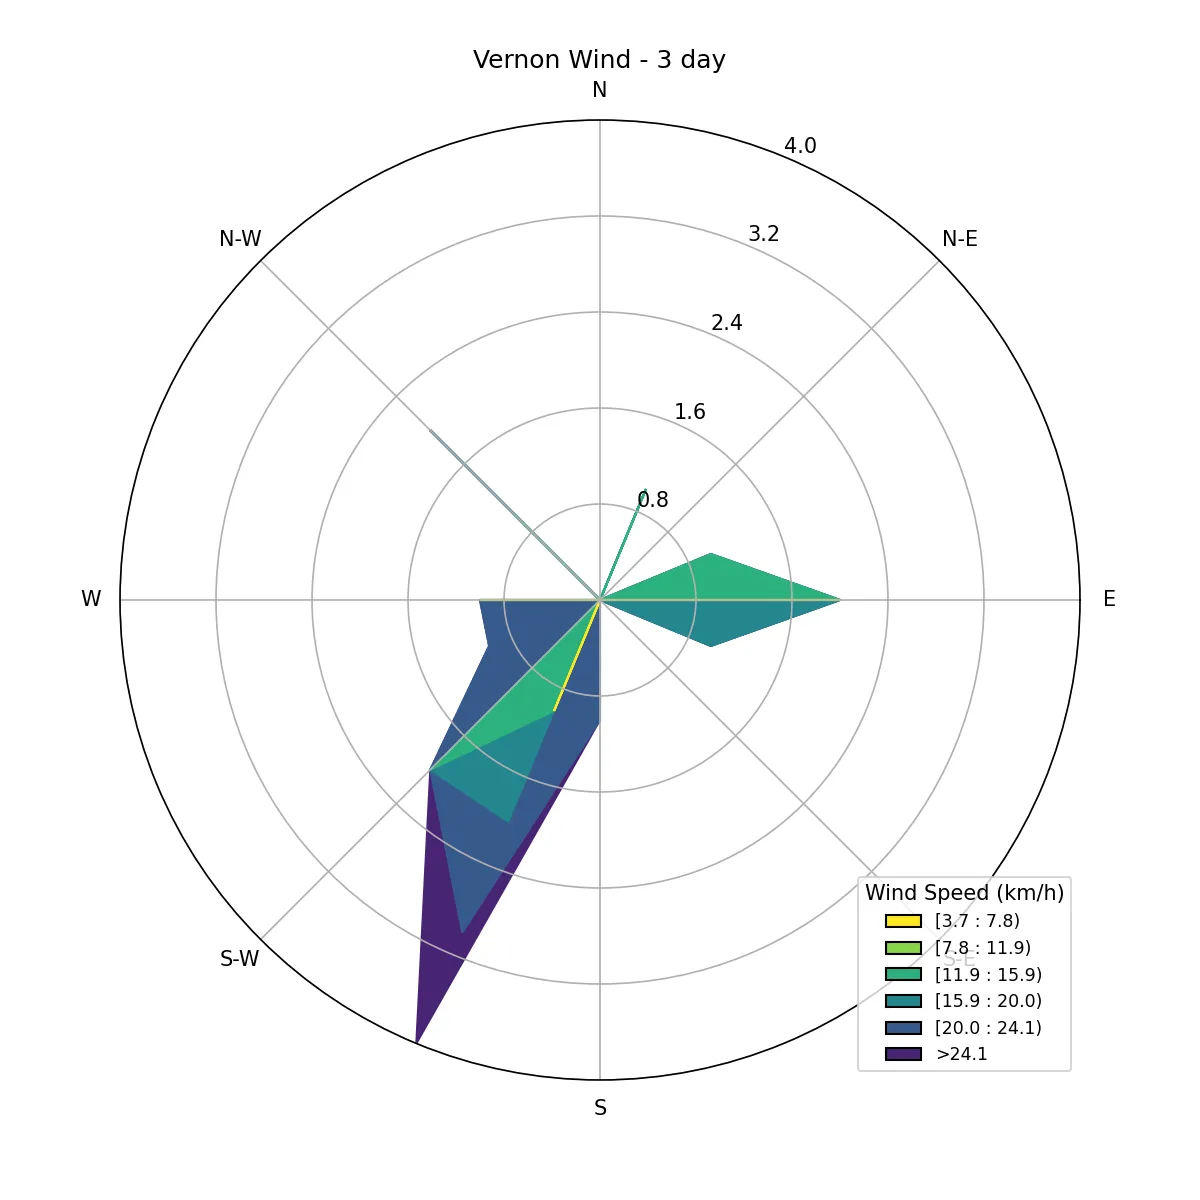 Vernon Wind - 3 day
N
4.0
N-W
3.2
N-E
2.4
1.6
0.8
W
E
Wind Speed (km/h)
[3.7 : 7.8)
[7.8 : 11.9)
S-W
S-E
[11.9 : 15.9)
[15.9 : 20.0)
[20.0 : 24.1)
>24.1
S